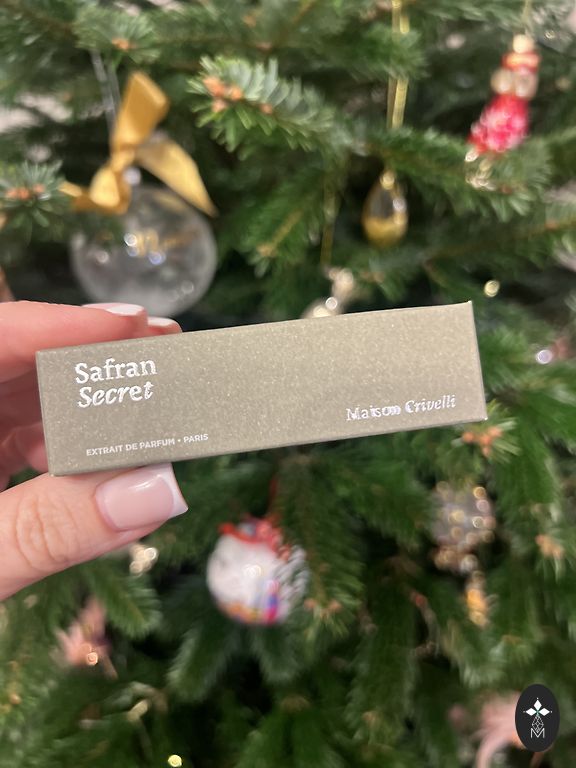 Safran
Secret
Maison Crivelli
EXTRAIT DE PARFUM • PARIS